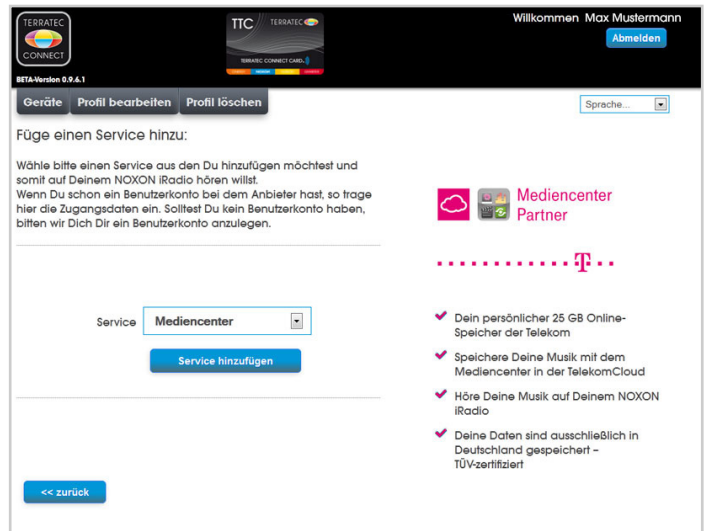 TERRATEC
CONNECT
BETA-Version 0.9.6.1
TTC TERRATEC
TERRATEC CONNECT CARD
Willkommen Max Mustermann
Abmelden
Geräte Profil bearbeiten Profil löschen
Sprache...
Füge einen Service hinzu:
Wähle bitte einen Service aus den Du hinzufügen möchtest und
somit auf Deinem NOXON iRadio hören willst.
Wenn Du schon ein Benutzerkonto bei dem Anbieter hast, so trage
hier die Zugangsdaten ein. Solltest Du kein Benutzerkonto haben,
bitten wir Dich Dir ein Benutzerkonto anzulegen.
Service Mediencenter
Service hinzufügen
<< zurück
Mediencenter
Partner
T
Dein persönlicher 25 GB Online-
Speicher der Telekom
Speichere Deine Musik mit dem
Mediencenter in der TelekomCloud
Höre Deine Musik auf Deinem NOXON
iRadio
Deine Daten sind ausschließlich in
Deutschland gespeichert –
TÜV-zertifiziert